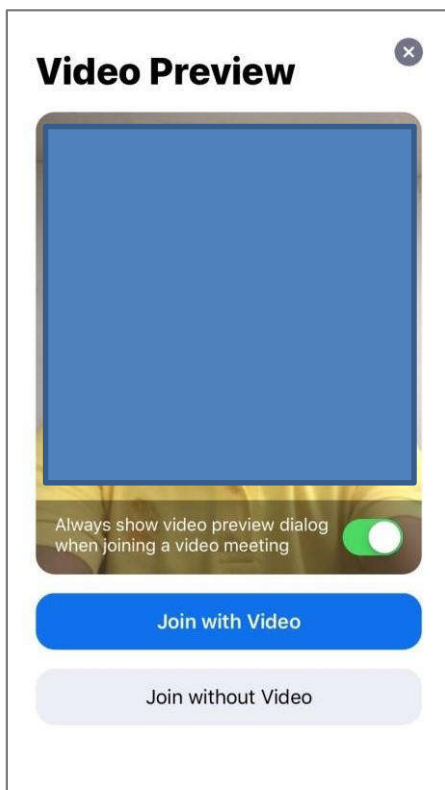 Video Preview
Always show video preview dialog
when joining a video meeting
Join with Video
Join without Video